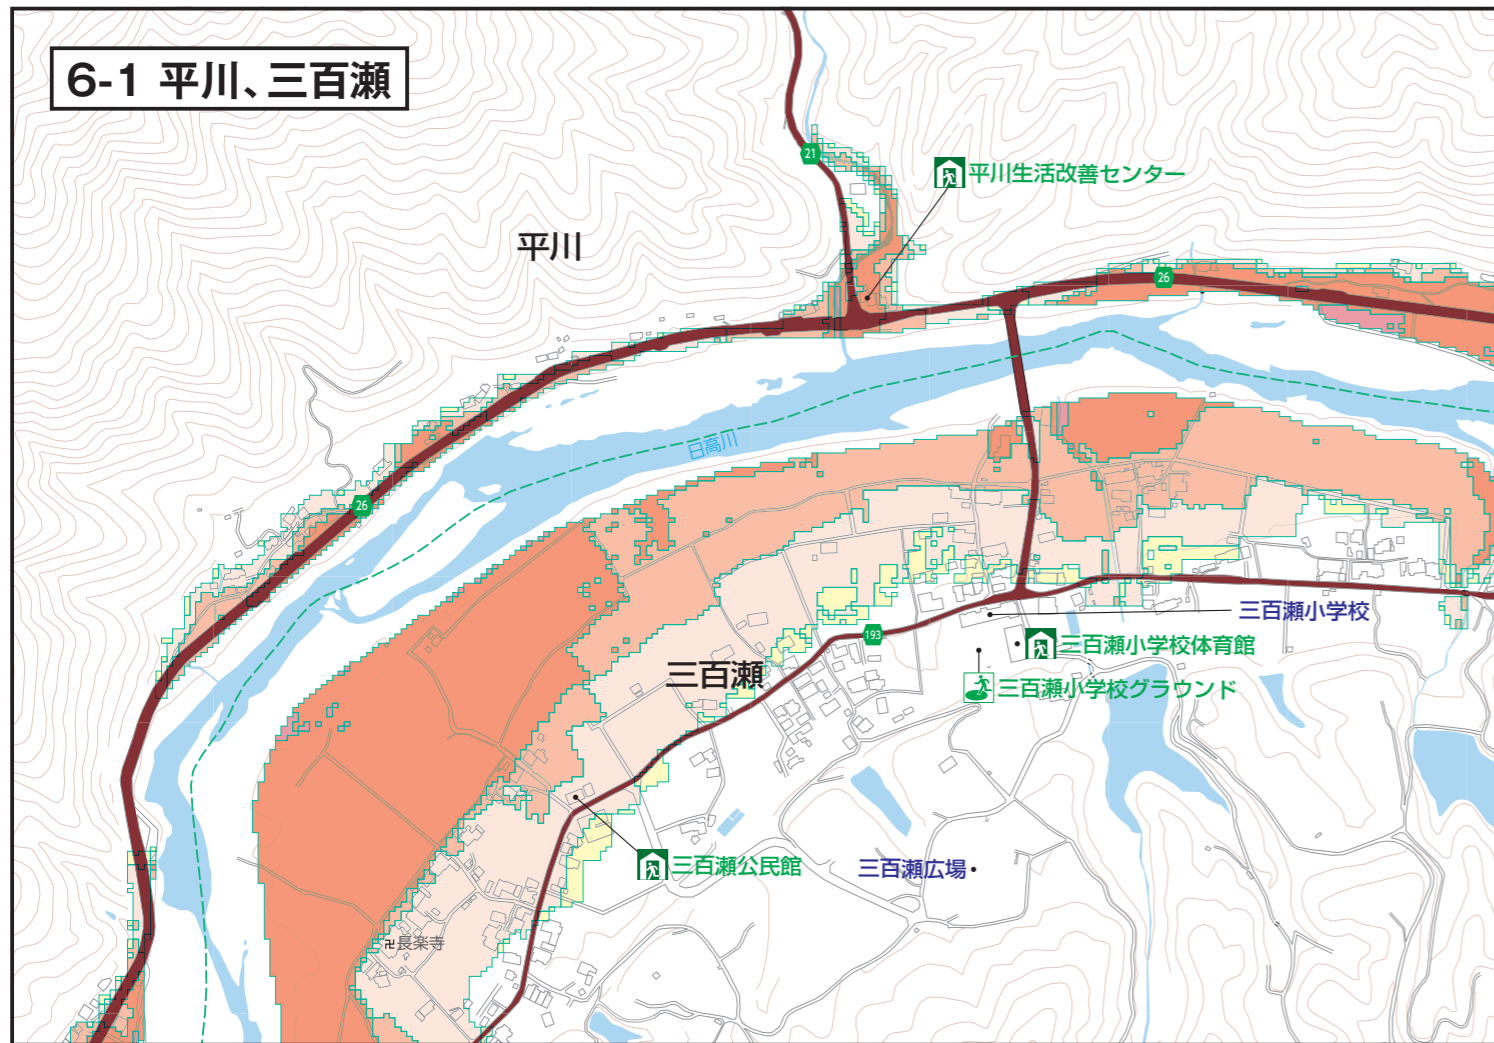 6-1 平川、三百瀬
21
平川生活改善センター
平川
26
日高川
26
三百瀬小学校
193
三百瀬小学校体育館
三百瀬
三百瀬小学校グラウンド
三百瀬公民館
三百瀬広場
卍長楽寺